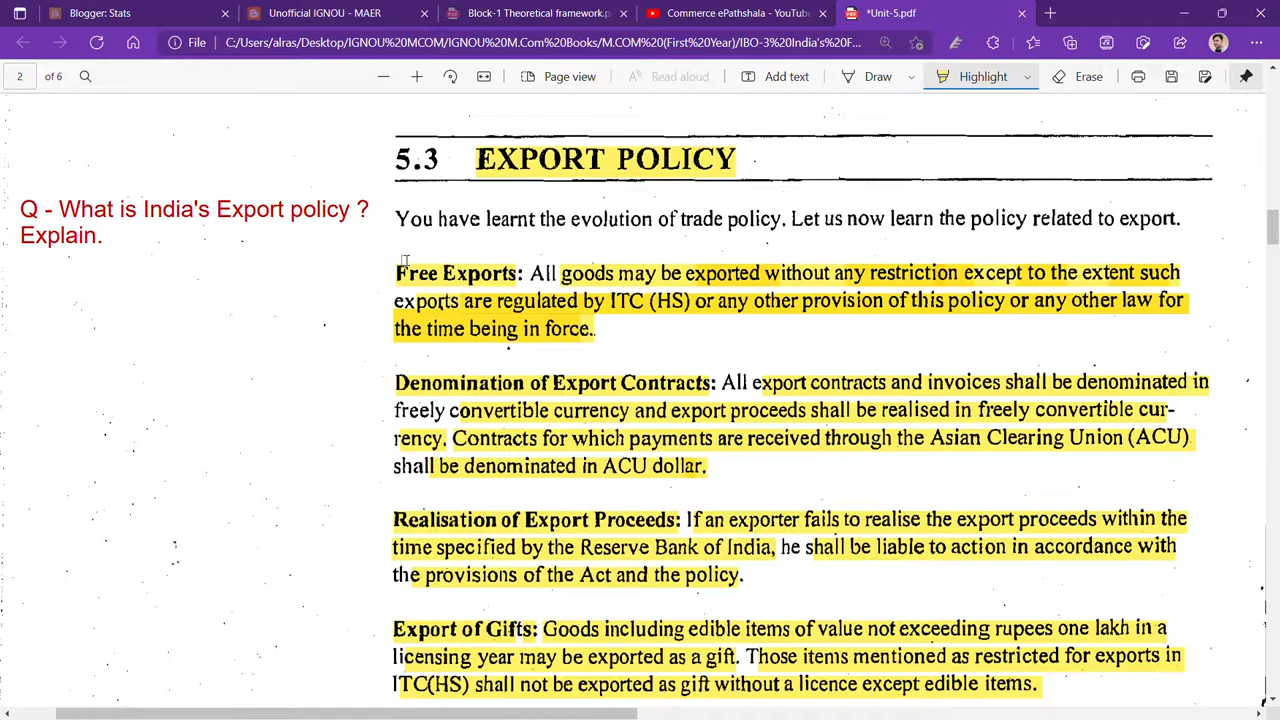 Blogger: Stats
Unofficial IGNOU - MAER
Block-1 Theoretical framework.p
Commerce ePathshala - YouTube
*Unit-5.pdf
File
C:/Users/alras/Desktop/IGNOU%20MCOM/IGNOU%20M.Com%20Books/M.COM%20(First%20Year)/IBO-3%20India's%20F...
2 of 6
Page view
Read aloud
Add text
Draw
Highlight
Erase
5.3 EXPORT POLICY
Q - What is India's Export policy ?
Explain.
You have learnt the evolution of trade policy. Let us now learn the policy related to export.
Free Exports: All goods may be exported without any restriction except to the extent such
exports are regulated by ITC (HS) or any other provision of this policy or any other law for
the time being in force.
Denomination of Export Contracts: All export contracts and invoices shall be denominated in
freely convertible currency and export proceeds shall be realised in freely convertible cur-
rency. Contracts for which payments are received through the Asian Clearing Union (ACU)
shall be denominated in ACU dollar.
Realisation of Export Proceeds: If an exporter fails to realise the export proceeds within the
time specified by the Reserve Bank of India, he shall be liable to action in accordance with
the provisions of the Act and the policy.
Export of Gifts: Goods including edible items of value not exceeding rupees one lakh in a
licensing year may be exported as a gift. Those items mentioned as restricted for exports in
ITC(HS) shall not be exported as gift without a licence except edible items.